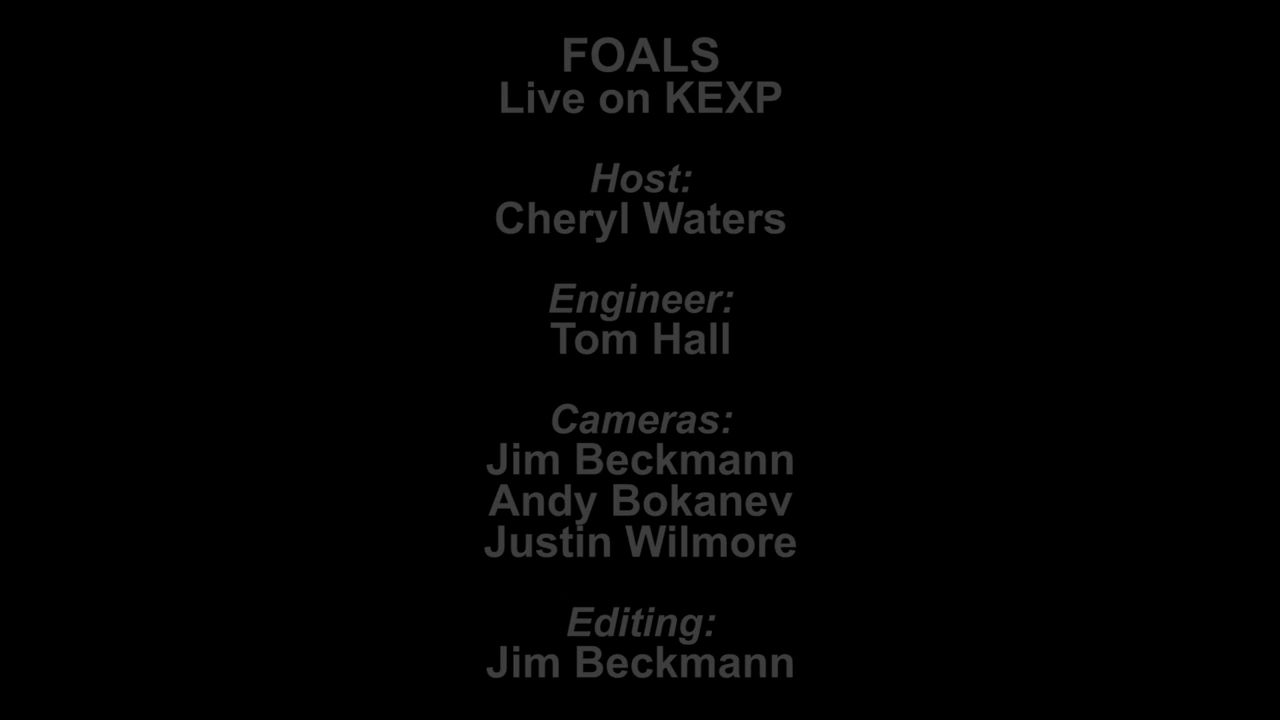 FOALS
Live on KEXP
Host:
Cheryl Waters
Engineer:
Tom Hall
Cameras:
Jim Beckmann
Andy Bokanev
Justin Wilmore
Editing:
Jim Beckmann